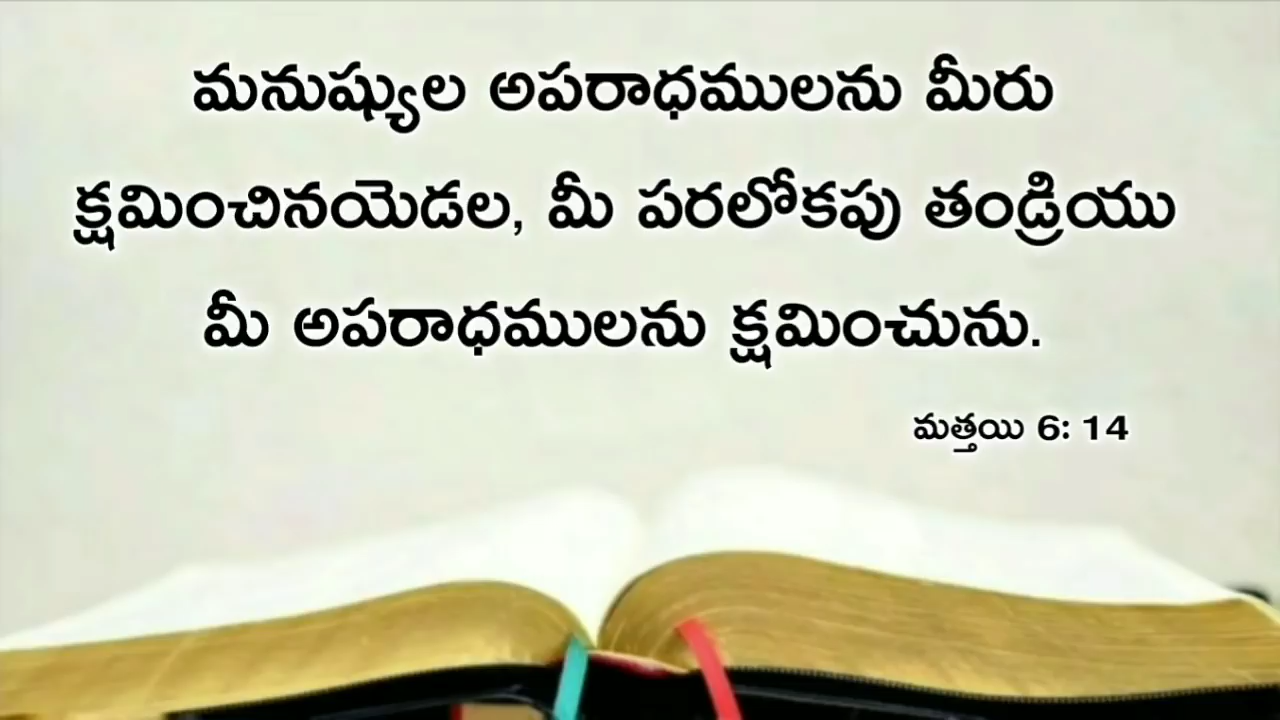 మనుష్యుల అపరాధములను మీరు
క్షమించినయెడల, మీ పరలోకపు తండ్రియు
మీ అపరాధములను క్షమించును.
మత్తయి 6: 14